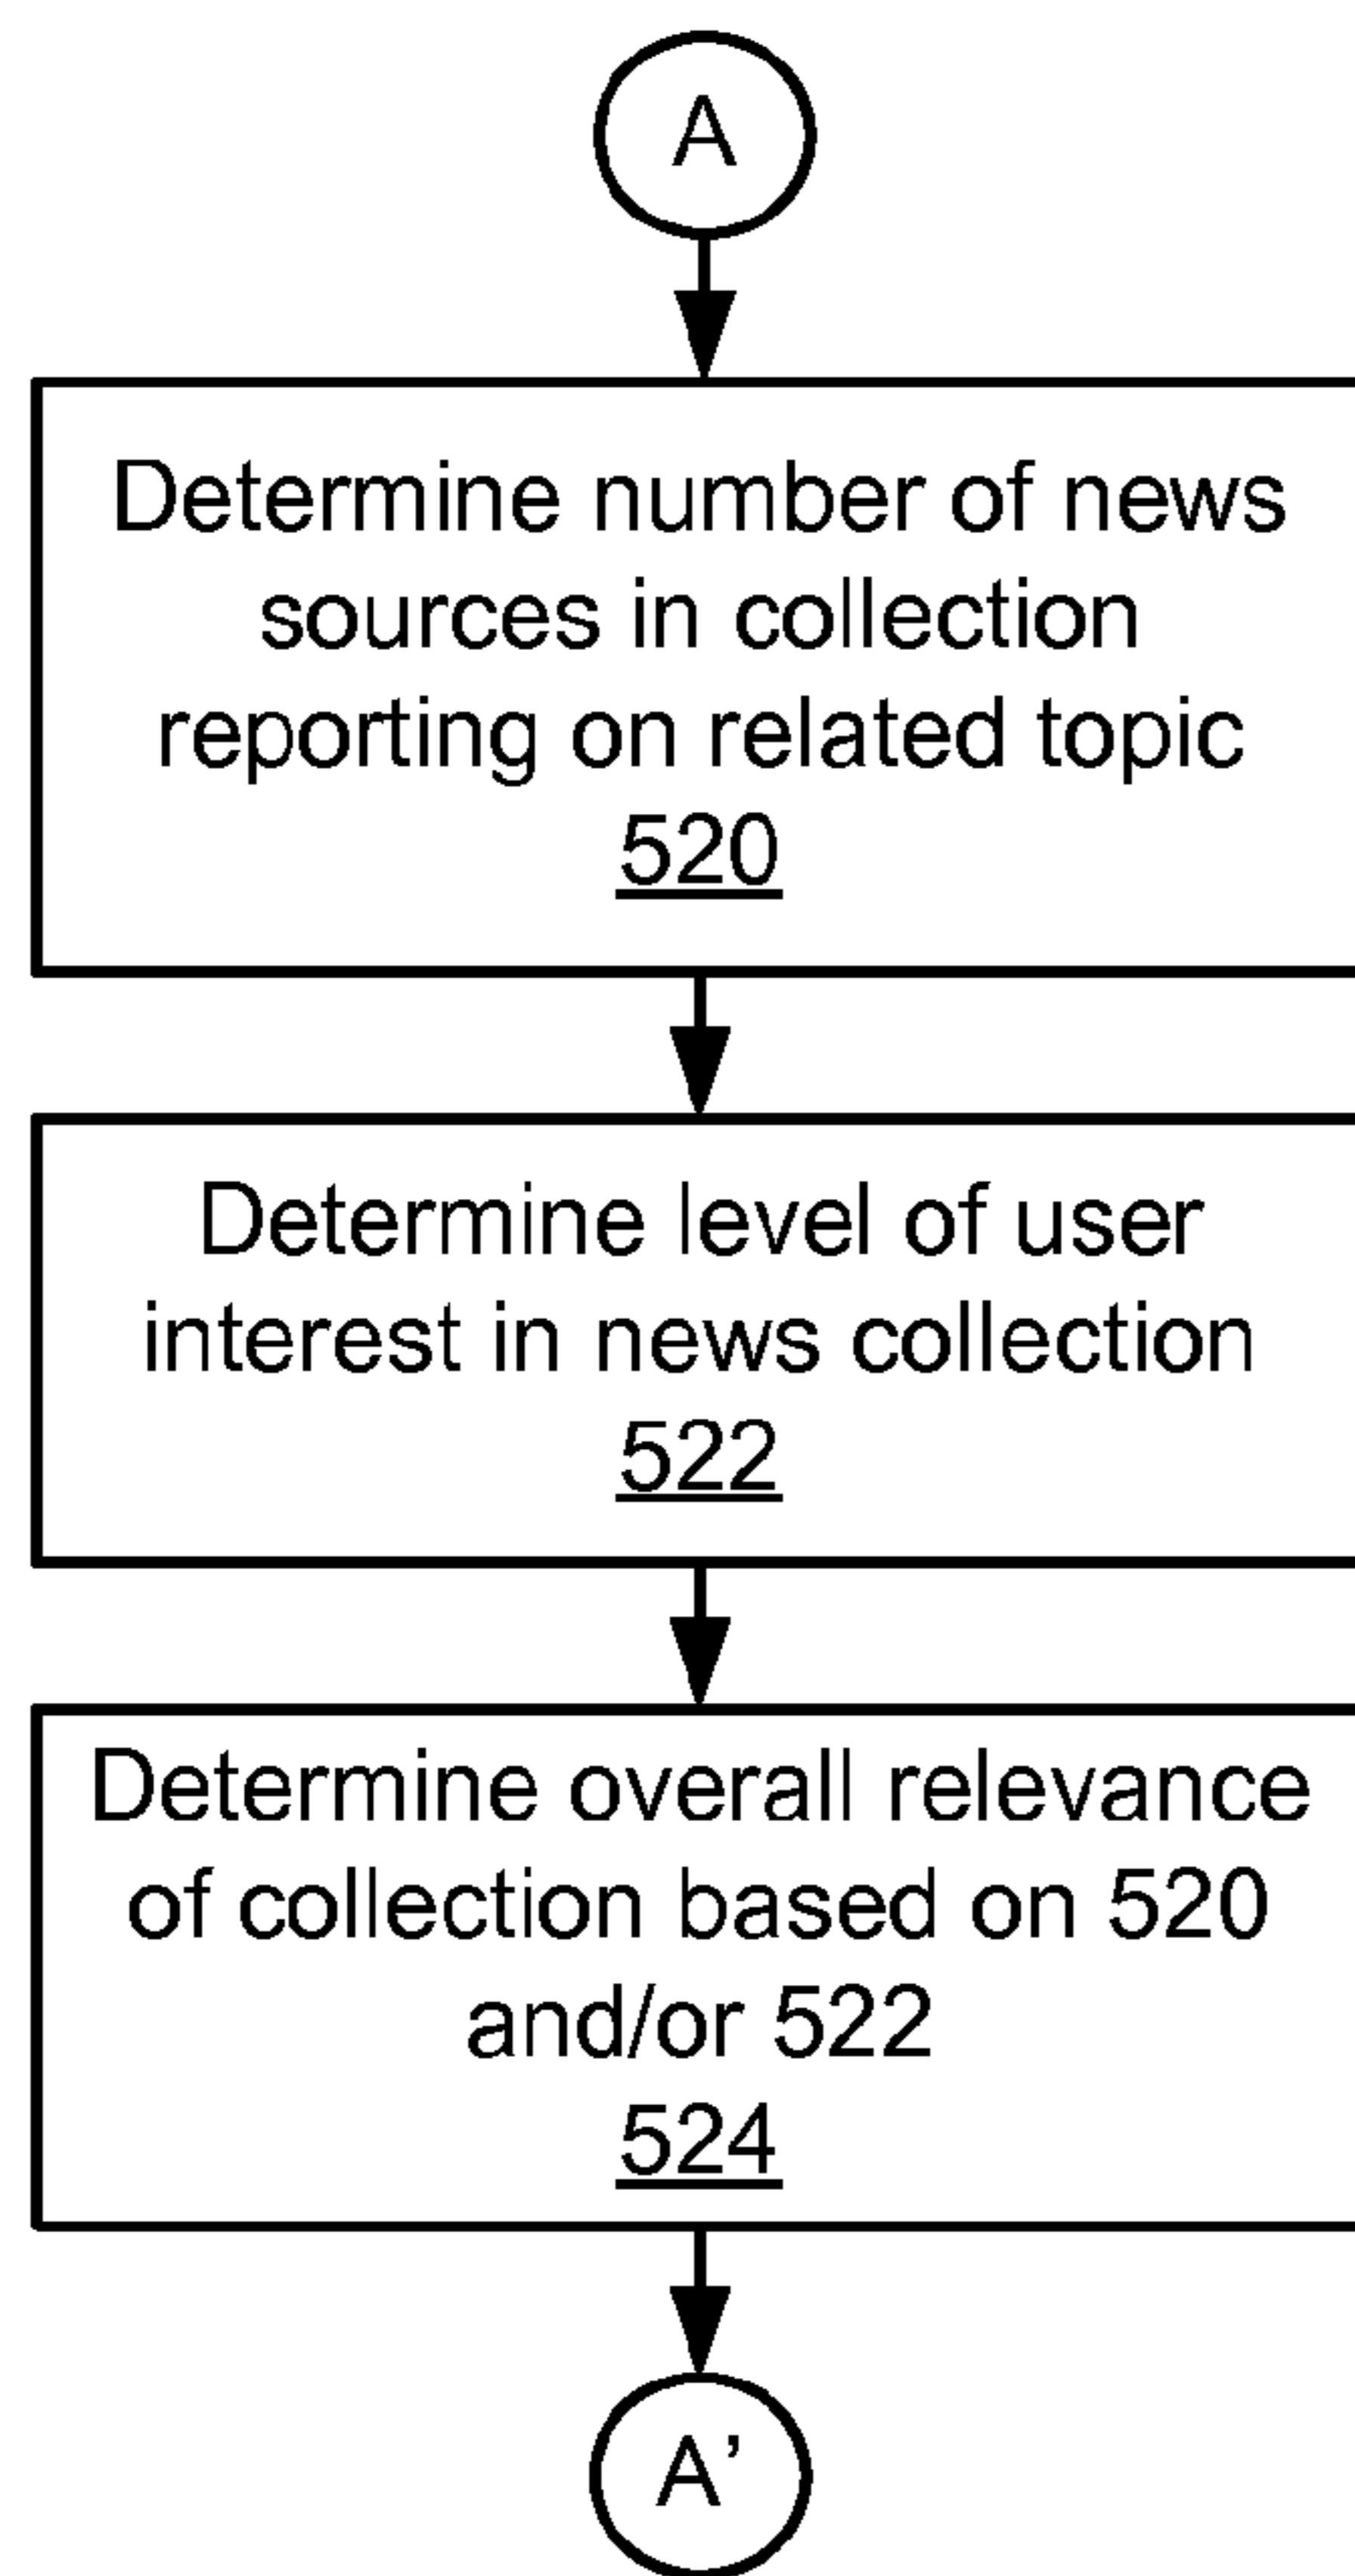 A
Determine number of news
sources in collection
reporting on related topic
520
Determine level of user
interest in news collection
522
Determine overall relevance
of collection based on 520
and/or 522
524
A’